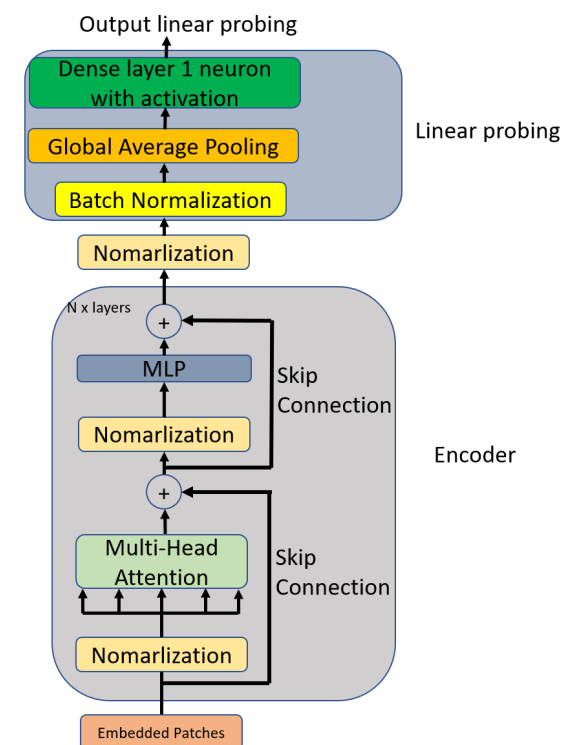 Output linear probing
Dense layer 1 neuron
with activation
Linear probing
Global Average Pooling
Batch Normalization
Nomarlization
N x layers
+
MLP
Skip
Connection
Nomarlization
Encoder
+
Multi-Head
Attention
Skip
Connection
Nomarlization
Embedded Patches